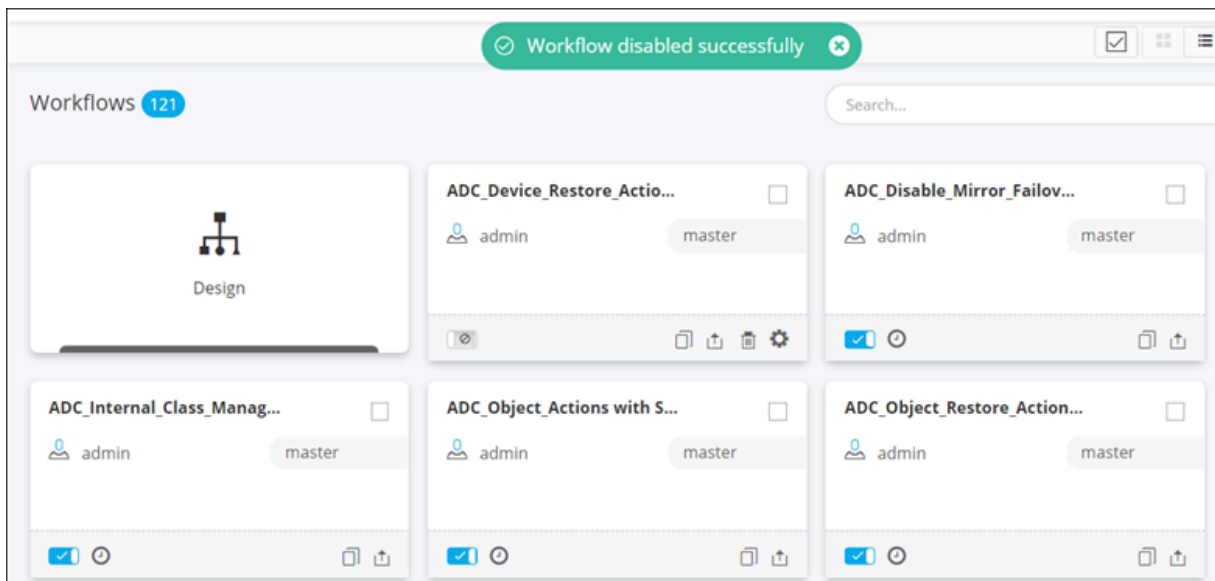 Workflow disabled successfully
Workflows 121
Search...
Design
ADC_Device_Restore_Actio...
admin
master
ADC_Disable_Mirror_Failov...
admin
master
ADC_Internal_Class_Manag...
admin
master
ADC_Object_Actions with S...
admin
master
ADC_Object_Restore_Action...
admin
master